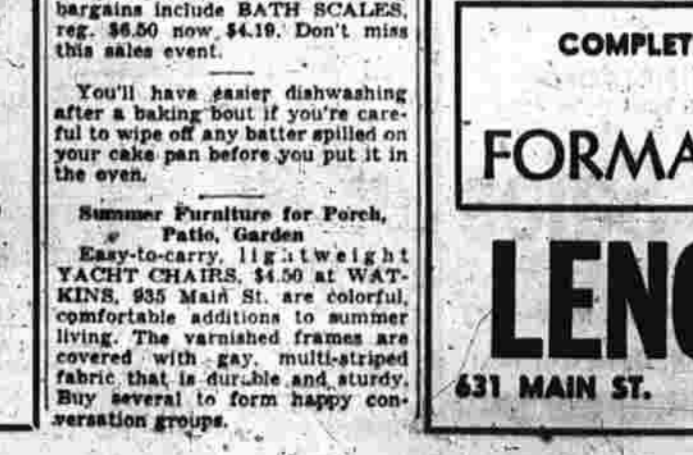 bargains include BATH SCALES,
reg. $6.50 now $4.19. Don't miss
this sales event.
You'll have easier dishwashing
after a baking bout if you're care-
ful to wipe off any batter spilled on
your cake pan before you put it in
the oven.
Summer Furniture for Porch,
Patio, Garden
Easy-to-carry, lightweight
YACHT CHAIRS, $4.50 at WAT-
KINS, 935 Main St. are colorful,
comfortable additions to summer
living. The varnished frames are
covered with gay, multi-striped
fabric that is durable and sturdy.
Buy several to form happy con-
versation groups.
COMPLET
FORMA
LENO
631 MAIN ST.